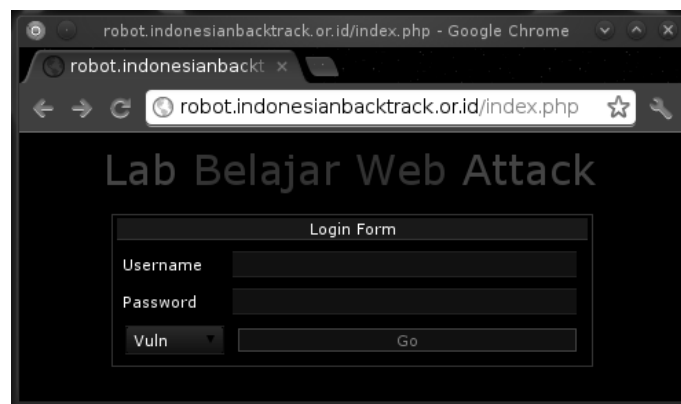 robot.indonesianbacktrack.or.id/index.php - Google Chrome
robot.indonesianbackt
robot.indonesianbacktrack.or.id/index.php
Lab Belajar Web Attack
Login Form
Username
Password
Vuln
Go